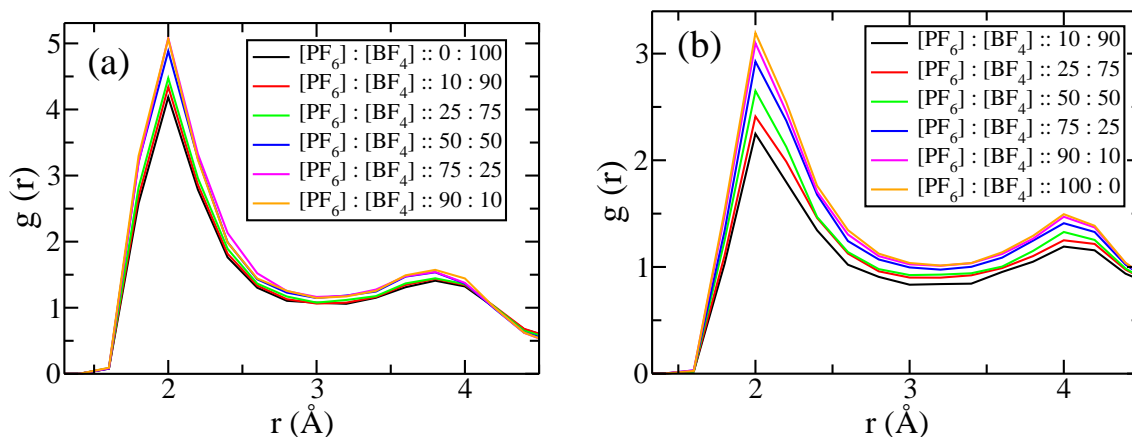 (a)
[PF6] : [BF4] :: 0 : 100
[PF6] : [BF4] :: 10 : 90
[PF6] : [BF4] :: 25 : 75
[PF6] : [BF4] :: 50 : 50
[PF6] : [BF4] :: 75 : 25
[PF6] : [BF4] :: 90 : 10
5
4
3
2
1
0
g (r)
2
3
4
r (Å)
(b)
[PF6] : [BF4] :: 10 : 90
[PF6] : [BF4] :: 25 : 75
[PF6] : [BF4] :: 50 : 50
[PF6] : [BF4] :: 75 : 25
[PF6] : [BF4] :: 90 : 10
[PF6] : [BF4] :: 100 : 0
3
2
1
0
g (r)
2
3
4
r (Å)